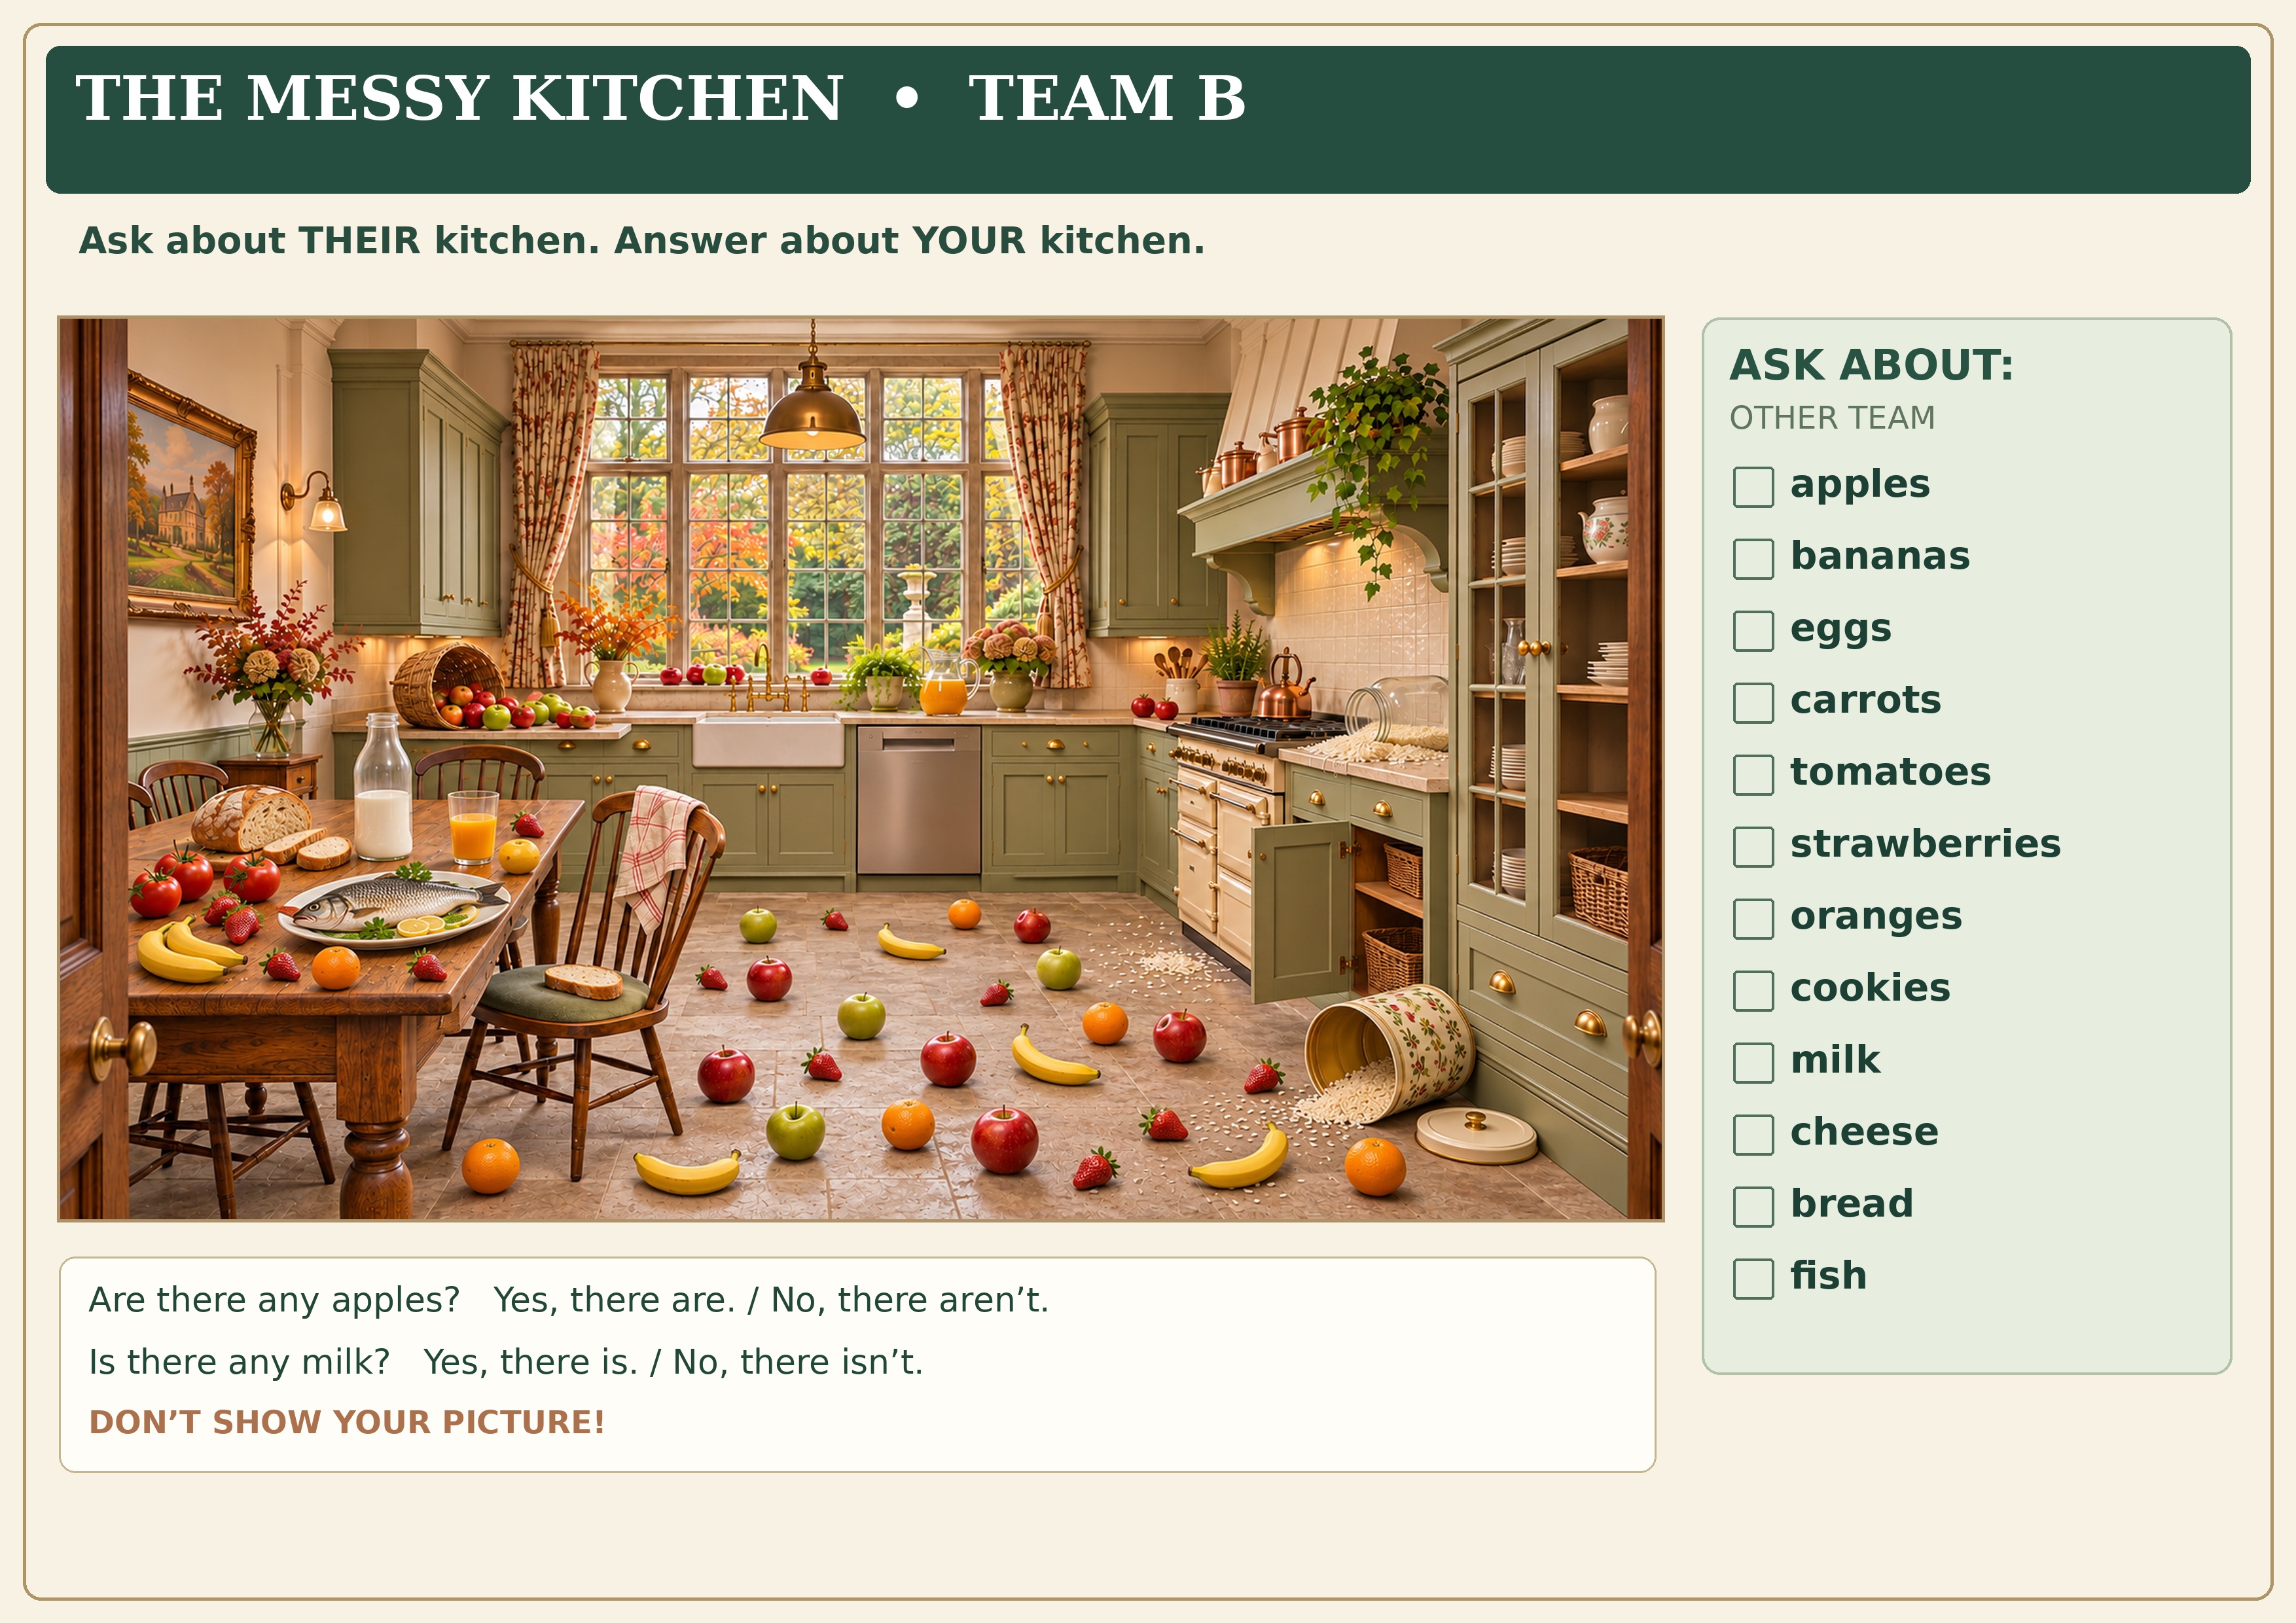 THE MESSY KITCHEN • TEAM B
Ask about THEIR kitchen. Answer about YOUR kitchen.
ASK ABOUT:
OTHER TEAM
apples
bananas
eggs
carrots
tomatoes
strawberries
oranges
cookies
milk
cheese
bread
fish
Are there any apples? Yes, there are. / No, there aren’t.
Is there any milk? Yes, there is. / No, there isn’t.
DON’T SHOW YOUR PICTURE!